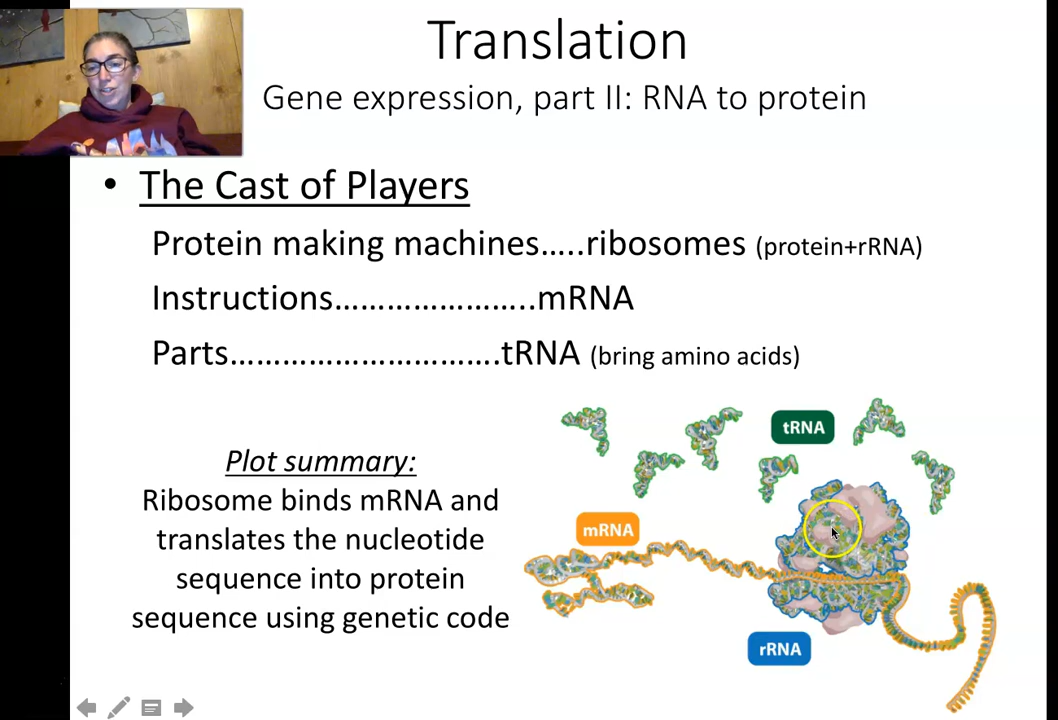 Translation
Gene expression, part II: RNA to protein
• The Cast of Players
Protein making machines…..ribosomes (protein+rRNA)
Instructions…………………..mRNA
Parts………………………….tRNA (bring amino acids)
Plot summary:
Ribosome binds mRNA and
translates the nucleotide
sequence into protein
sequence using genetic code
tRNA
mRNA
rRNA